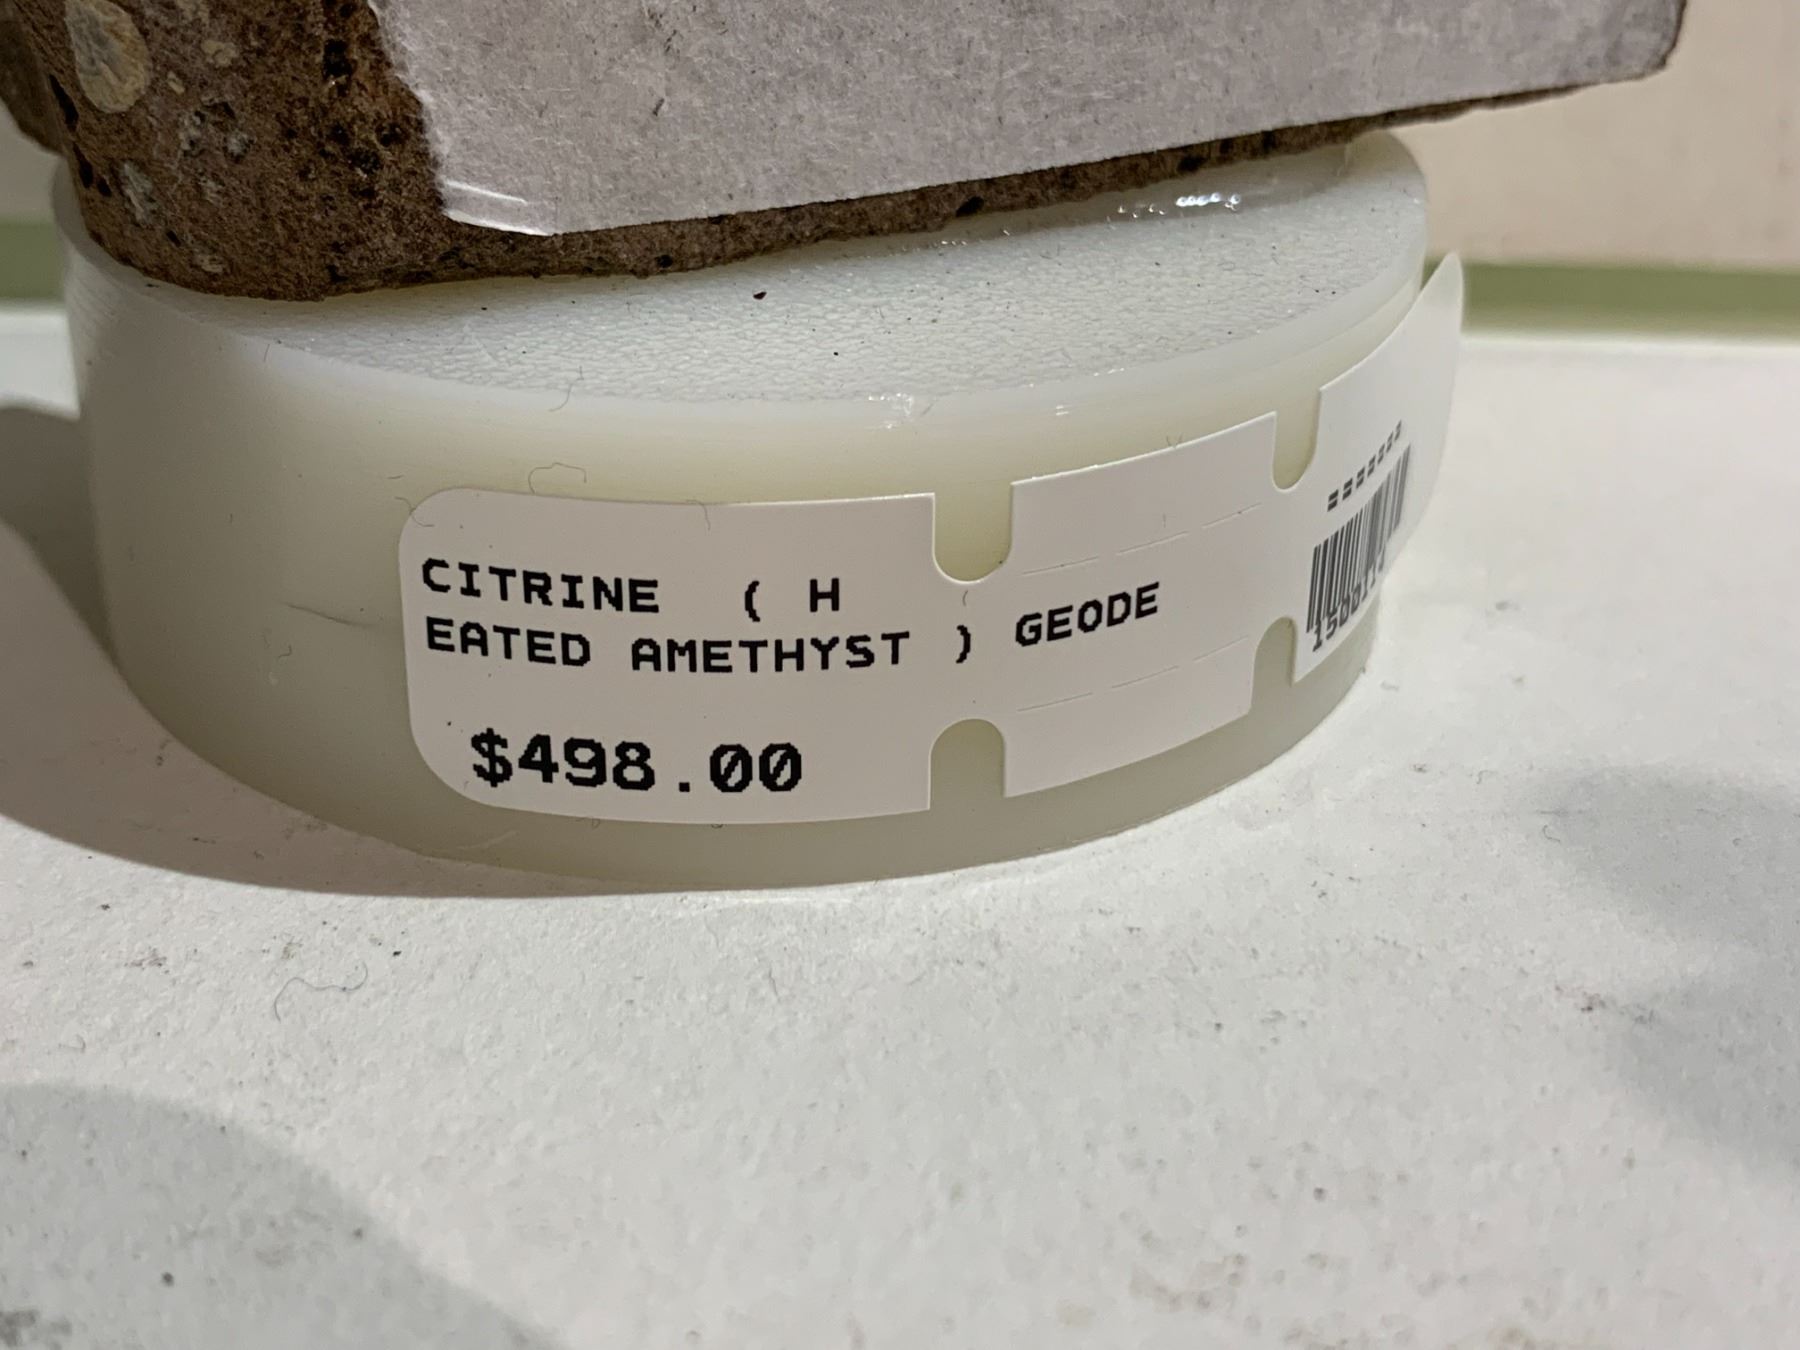 CITRINE ( H
EATED AMETHYST ) GEODE
$498.00